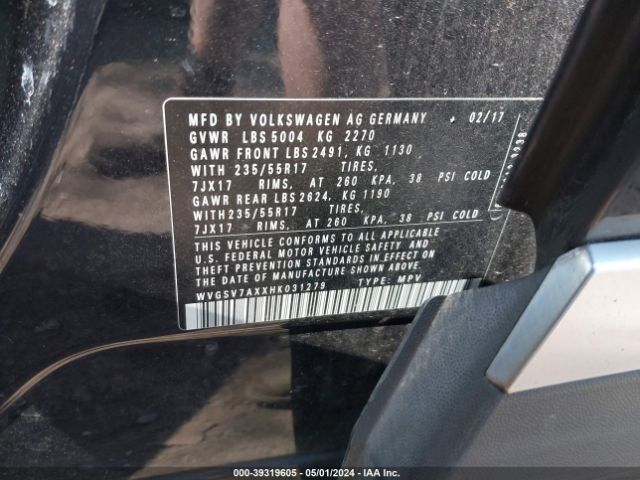 MFD BY VOLKSWAGEN AG GERMANY + 02/17
GVWR LBS 5004 KG 2270
GAWR FRONT LBS 2491, KG 1130
WITH 235/55R17 TIRES,
7JX17 RIMS, AT 260 KPA, 38 PSI COLD
GAWR REAR LBS 2624, KG 1190
WITH 235/55R17 TIRES,
7JX17 RIMS, AT 260 KPA, 38 PSI COLD
THIS VEHICLE CONFORMS TO ALL APPLICABLE
U.S. FEDERAL MOTOR VEHICLE SAFETY AND
THEFT PREVENTION STANDARDS IN EFFECT ON
THE DATE OF MANUFACTURE SHOWN ABOVE
WVGSV7AXXHK031279 TYPE: MPV
000-39319605 - 05/01/2024 - IAA Inc.